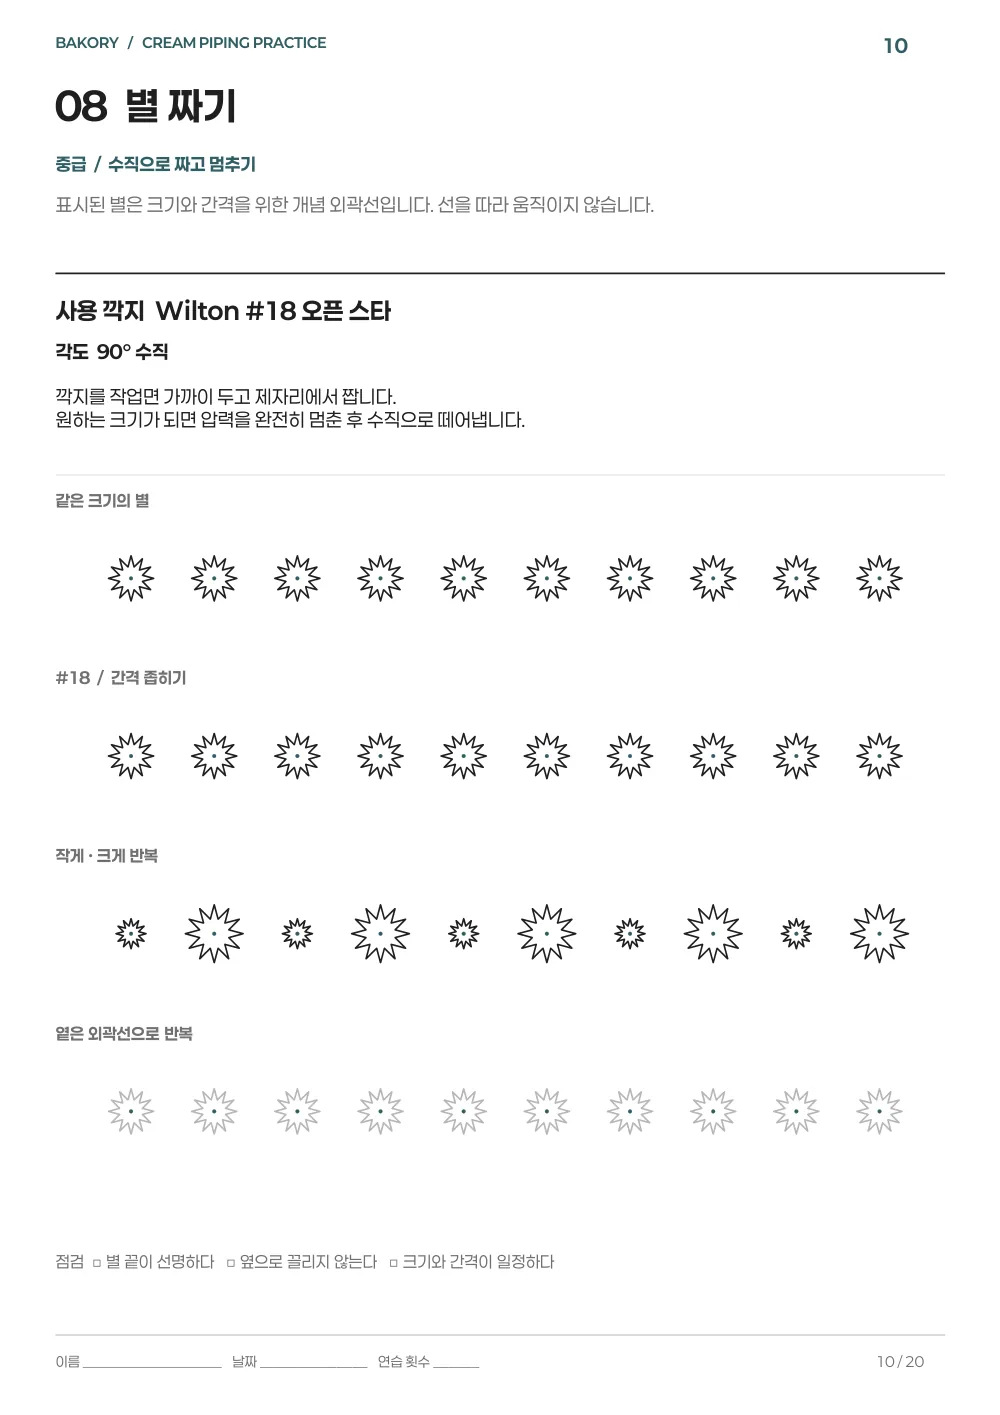 BAKORY / CREAM PIPING PRACTICE
10
08 별 짜기
중급 / 수직으로 짜고 멈추기
표시된 별은 크기와 간격을 위한 개념 외곽선입니다. 선을 따라 움직이지 않습니다.
사용 깍지 Wilton #18 오픈 스타
각도 90° 수직
깍지를 작업면 가까이 두고 제자리에서 짭니다.
원하는 크기가 되면 압력을 완전히 멈춘 후 수직으로 떼어냅니다.
같은 크기의 별
#18 / 간격 좁히기
작게 · 크게 반복
옅은 외곽선으로 반복
점검 □ 별 끝이 선명하다 □ 옆으로 끌리지 않는다 □ 크기와 간격이 일정하다
이름 __________________ 날짜 ______________ 연습 횟수 ______
10 / 20